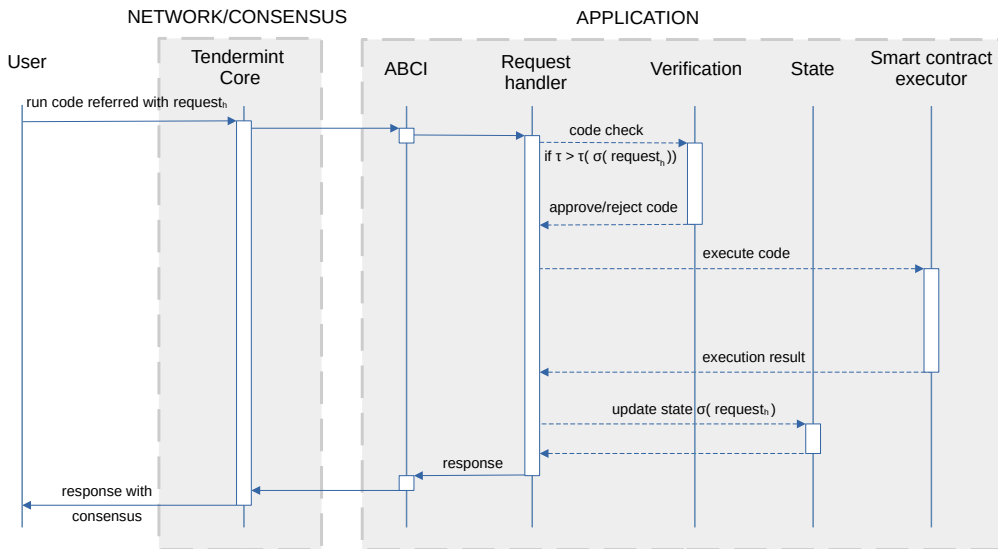 NETWORK/CONSENSUS
APPLICATION
User
Tendermint
Core
ABCI
Request
handler
Verification
State
Smart contract
executor
run code referred with requestₕ
code check
if τ > τ( σ( requestₕ))
approve/reject code
execute code
execution result
update state σ( requestₕ)
response
response with
consensus